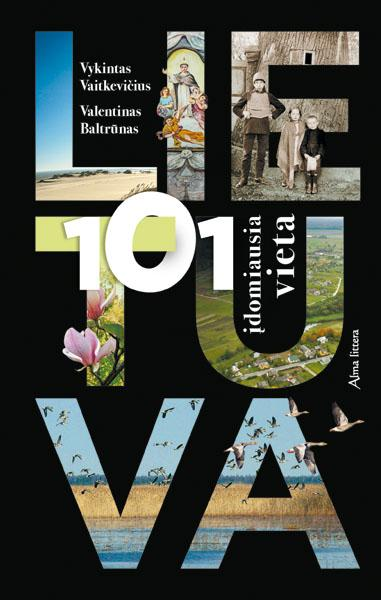 LIE
Vykintas
Vaitkevičius
Valentinas
Baltrūnas
TU
101
įdomiausia
vieta
Alma littera
VA